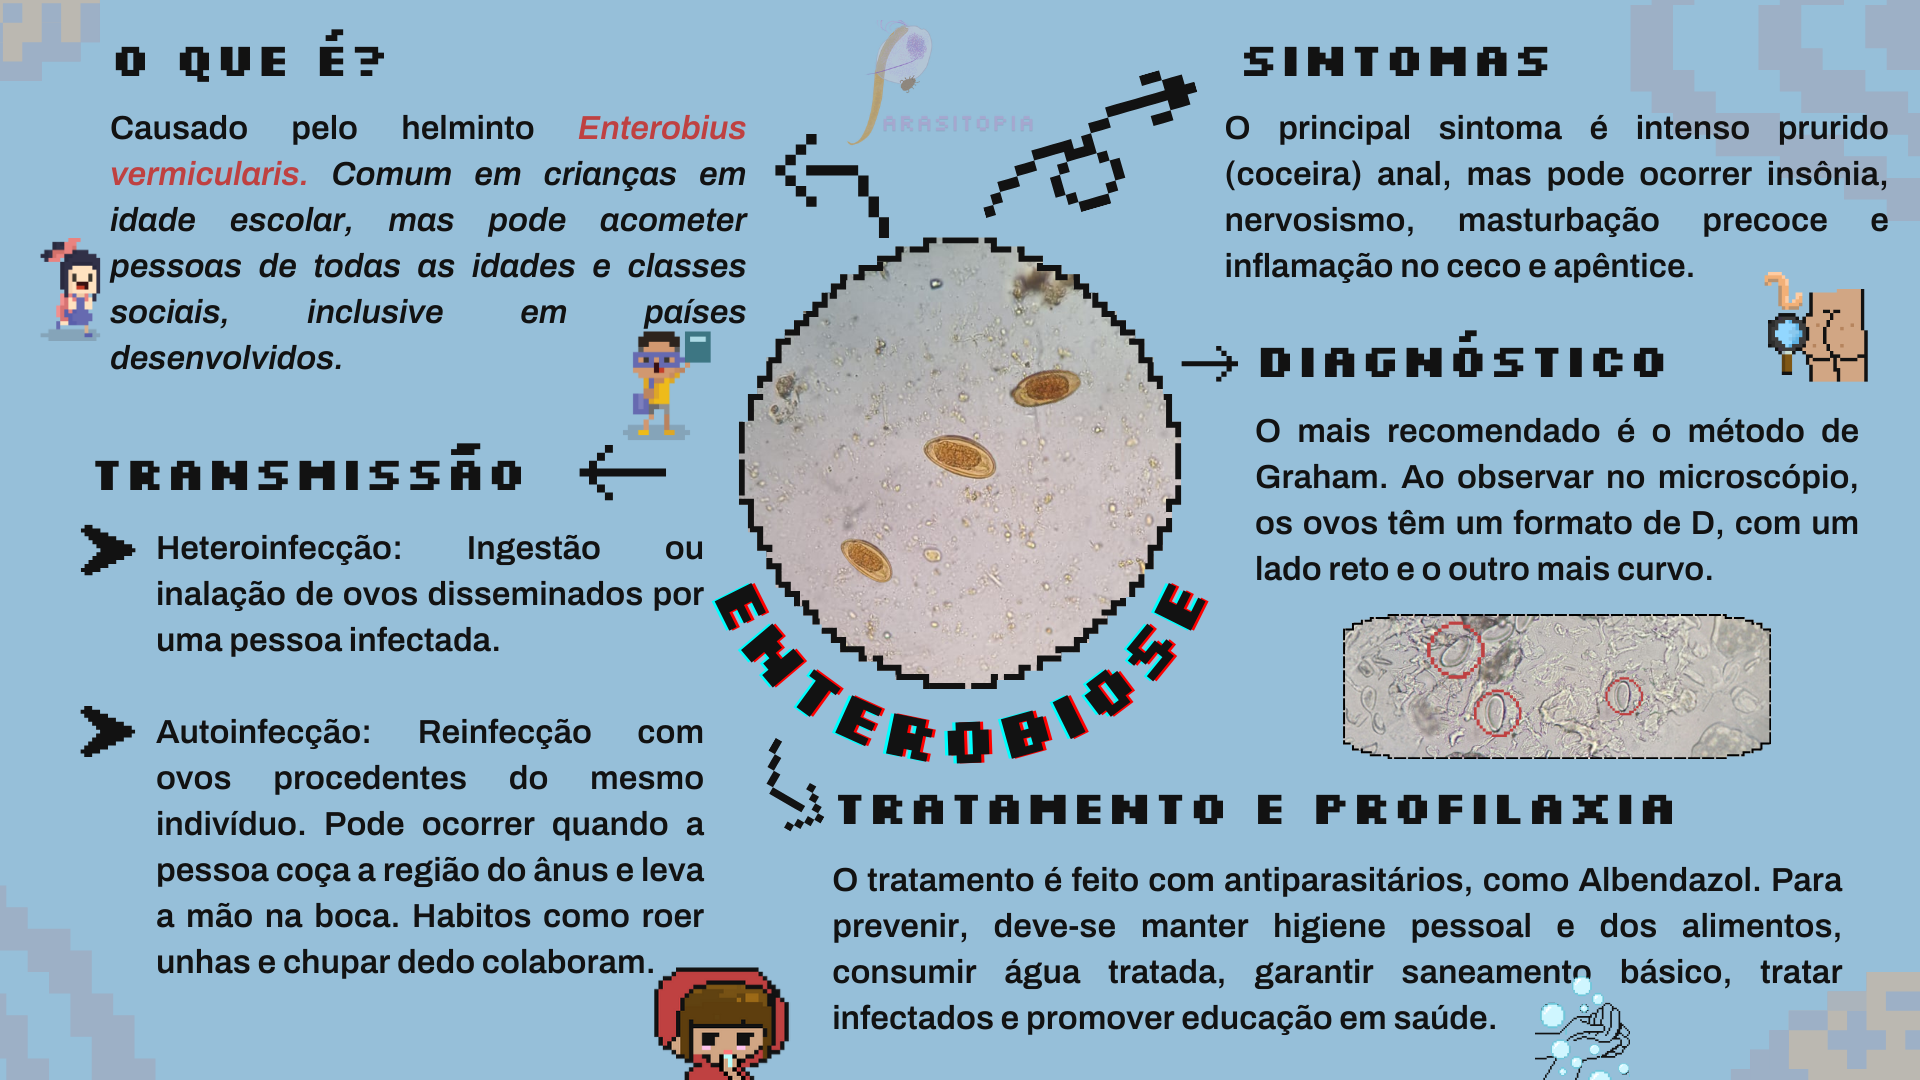 O QUE É?
Causado pelo helminto Enterobius
vermicularis. Comum em crianças em
idade escolar, mas pode acometer
pessoas de todas as idades e classes
sociais, inclusive em países
desenvolvidos.
TRANSMISSÃO
Heteroinfecção: Ingestão ou
inalação de ovos disseminados por
uma pessoa infectada.
Autoinfecção: Reinfecção com
ovos procedentes do mesmo
indivíduo. Pode ocorrer quando a
pessoa coça a região do ânus e leva
a mão na boca. Habitos como roer
unhas e chupar dedo colaboram.
PARASITOPIA
ENTEROBIOSE
SINTOMAS
O principal sintoma é intenso prurido
(coceira) anal, mas pode ocorrer insônia,
nervosismo, masturbação precoce e
inflamação no ceco e apêntice.
DIAGNÓSTICO
O mais recomendado é o método de
Graham. Ao observar no microscópio,
os ovos têm um formato de D, com um
lado reto e o outro mais curvo.
TRATAMENTO E PROFILAXIA
O tratamento é feito com antiparasitários, como Albendazol. Para
prevenir, deve-se manter higiene pessoal e dos alimentos,
consumir água tratada, garantir saneamento básico, tratar
infectados e promover educação em saúde.